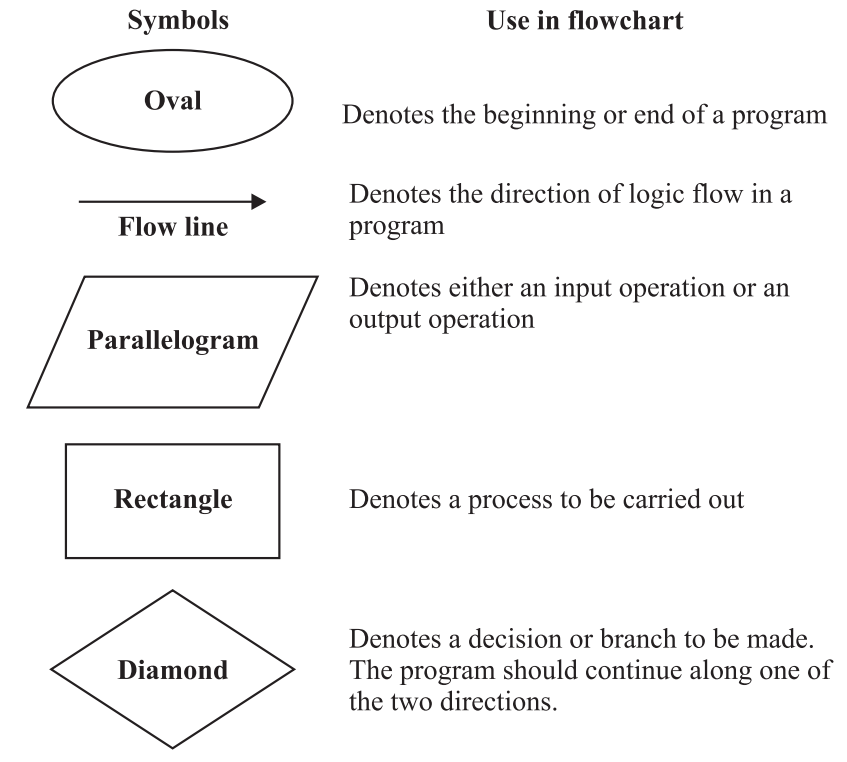 Symbols Use in flowchart
Oval
Denotes the beginning or end of a program
Flow line
Denotes the direction of logic flow in a
program
Parallelogram
Denotes either an input operation or an
output operation
Rectangle
Denotes a process to be carried out
Diamond
Denotes a decision or branch to be made.
The program should continue along one of
the two directions.